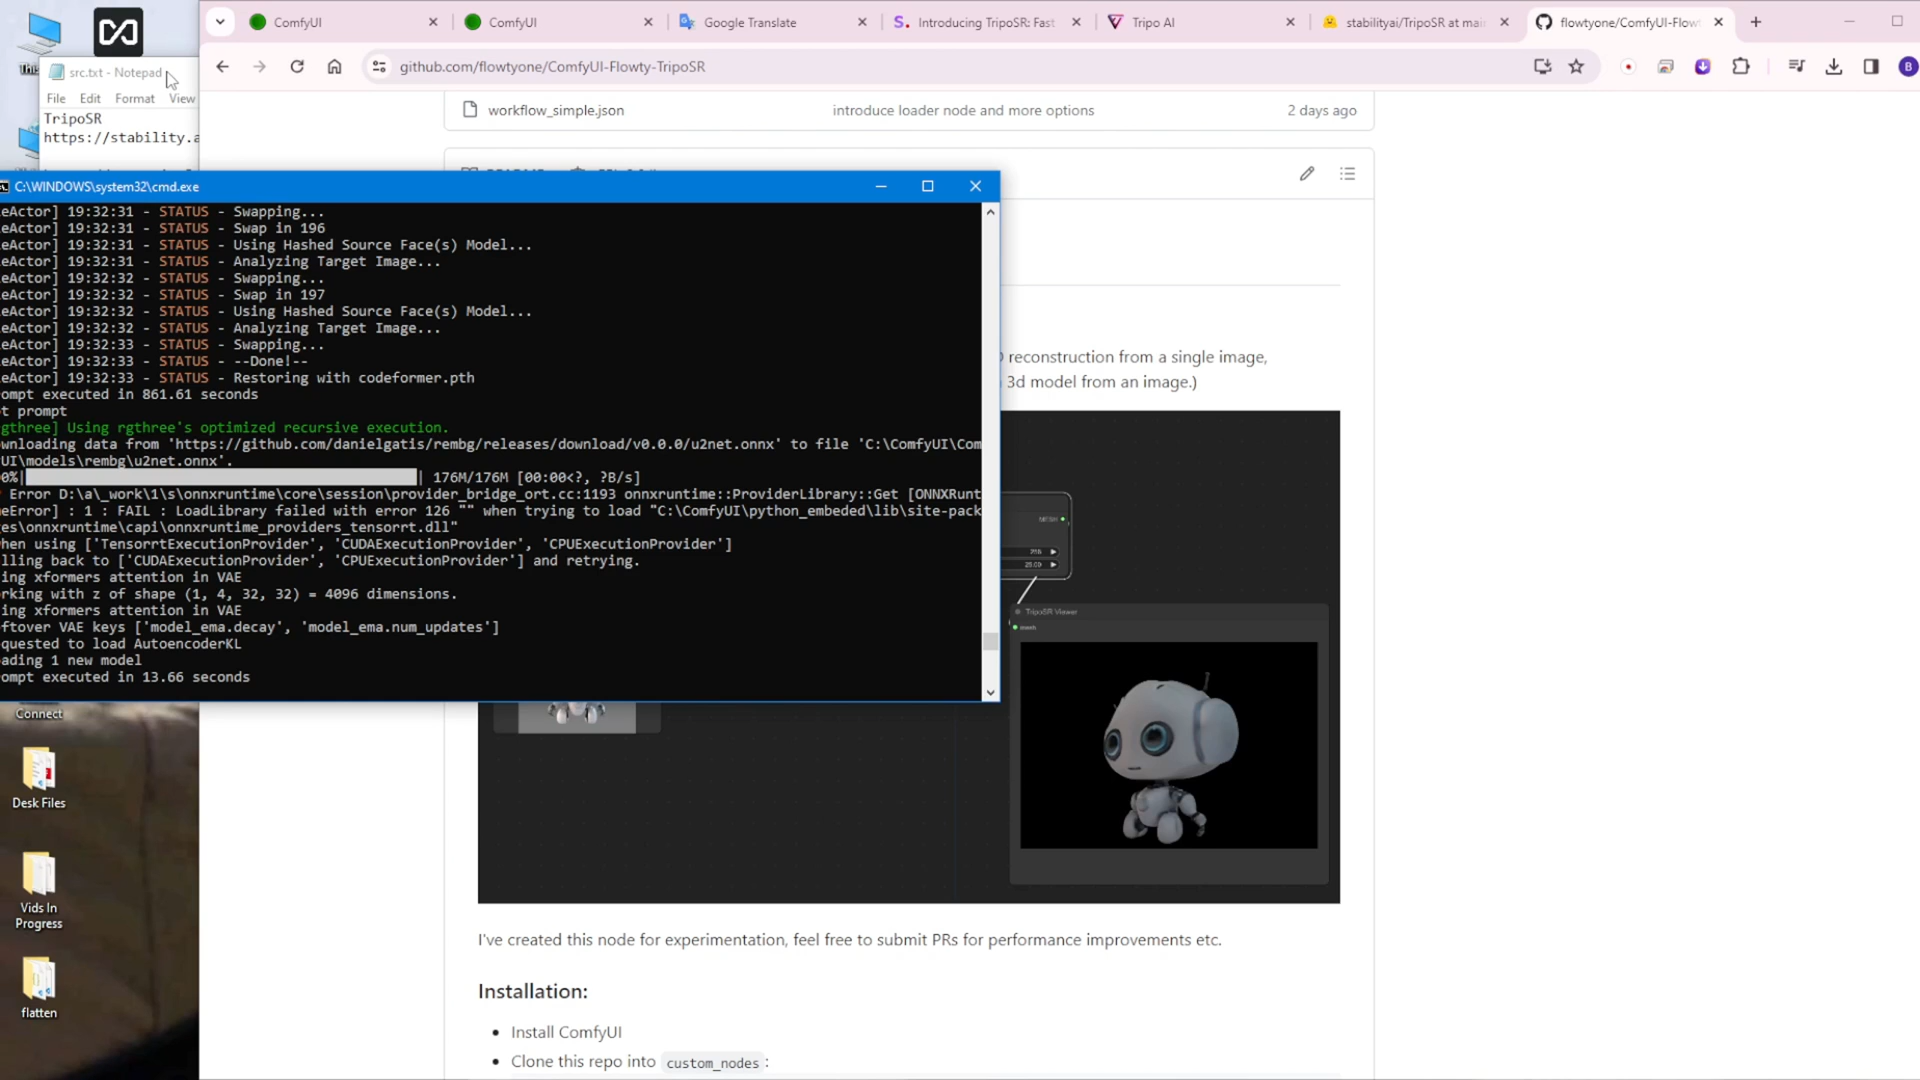 ComfyUI
ComfyUI
Google Translate
Introducing TripoSR: Fast
Tripo AI
stabilityai/TripoSR at mai
flowtyone/ComfyUI-Flow
github.com/flowtyone/ComfyUI-Flowty-TripoSR
B
src.txt - Notepad
File Edit Format View
TripoSR
https://stability.a
workflow_simple.json introduce loader node and more options 2 days ago
C:\WINDOWS\system32\cmd.exe
eActor] 19:32:31 - STATUS - Swapping...
eActor] 19:32:31 - STATUS - Swap in 196
eActor] 19:32:31 - STATUS - Using Hashed Source Face(s) Model...
eActor] 19:32:31 - STATUS - Analyzing Target Image...
eActor] 19:32:32 - STATUS - Swapping...
eActor] 19:32:32 - STATUS - Swap in 197
eActor] 19:32:32 - STATUS - Using Hashed Source Face(s) Model...
eActor] 19:32:32 - STATUS - Analyzing Target Image...
eActor] 19:32:33 - STATUS - Swapping...
eActor] 19:32:33 - STATUS - --Done!--
eActor] 19:32:33 - STATUS - Restoring with codeformer.pth
ompt executed in 861.61 seconds
t prompt
gthree] Using rgthree's optimized recursive execution.
wnloading data from 'https://github.com/danielgatis/rembg/releases/download/v0.0.0/u2net.onnx' to file 'C:\ComfyUI\Com
UI\models\rembg\u2net.onnx'.
0%| | 176M/176M [00:00<?, ?B/s]
Error D:\a\_work\1\s\onnxruntime\core\session\provider_bridge_ort.cc:1193 onnxruntime::ProviderLibrary::Get [ONNXRunt
meError] : 1 : FAIL : LoadLibrary failed with error 126 "" when trying to load "C:\ComfyUI\python_embeded\lib\site-pack
ges\onnxruntime\capi\onnxruntime_providers_tensorrt.dll"
hen using ['TensorrtExecutionProvider', 'CUDAExecutionProvider', 'CPUExecutionProvider']
lling back to ['CUDAExecutionProvider', 'CPUExecutionProvider'] and retrying.
ing xformers attention in VAE
rking with z of shape (1, 4, 32, 32) = 4096 dimensions.
ing xformers attention in VAE
ftover VAE keys ['model_ema.decay', 'model_ema.num_updates']
quested to load AutoencoderKL
ading 1 new model
ompt executed in 13.66 seconds
reconstruction from a single image,
3d model from an image.)
256
25.00
TripoSR Viewer
mesh
Connect
Desk Files
Vids In
Progress
flatten
I've created this node for experimentation, feel free to submit PRs for performance improvements etc.
Installation:
Install ComfyUI
Clone this repo into custom_nodes: